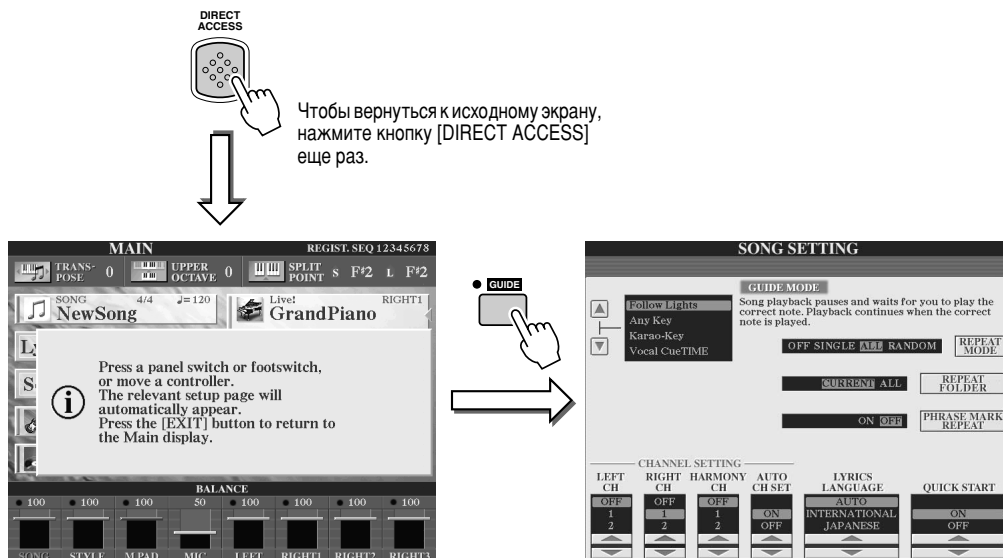 DIRECT
ACCESS
Чтобы вернуться к исходному экрану,
нажмите кнопку [DIRECT ACCESS]
еще раз.
MAIN
REGIST. SEQ 12345678
TRANS-
POSE 0
UPPER
OCTAVE 0
SPLIT
POINT S F#2 L F#2
SONG 4/4 ♩=120
NewSong
Live! RIGHT1
GrandPiano
Press a panel switch or footswitch,
or move a controller.
The relevant setup page will
automatically appear.
Press the [EXIT] button to return to
the Main display.
BALANCE
100 100 100 50 100 100 100 100
SONG STYLE M.PAD MIC LEFT RIGHT1 RIGHT2 RIGHT3
GUIDE
SONG SETTING
GUIDE MODE
Follow Lights
Any Key
Karao-Key
Vocal CueTIME
Song playback pauses and waits for you to play the
correct note. Playback continues when the correct
note is played.
OFF SINGLE ALL RANDOM
REPEAT
MODE
CURRENT ALL
REPEAT
FOLDER
ON OFF
PHRASE MARK
REPEAT
CHANNEL SETTING
LEFT
CH
RIGHT
CH
HARMONY
CH
AUTO
CH SET
LYRICS
LANGUAGE
QUICK START
OFF
1
2
OFF
1
2
OFF
1
2
ON
OFF
AUTO
INTERNATIONAL
JAPANESE
ON
OFF